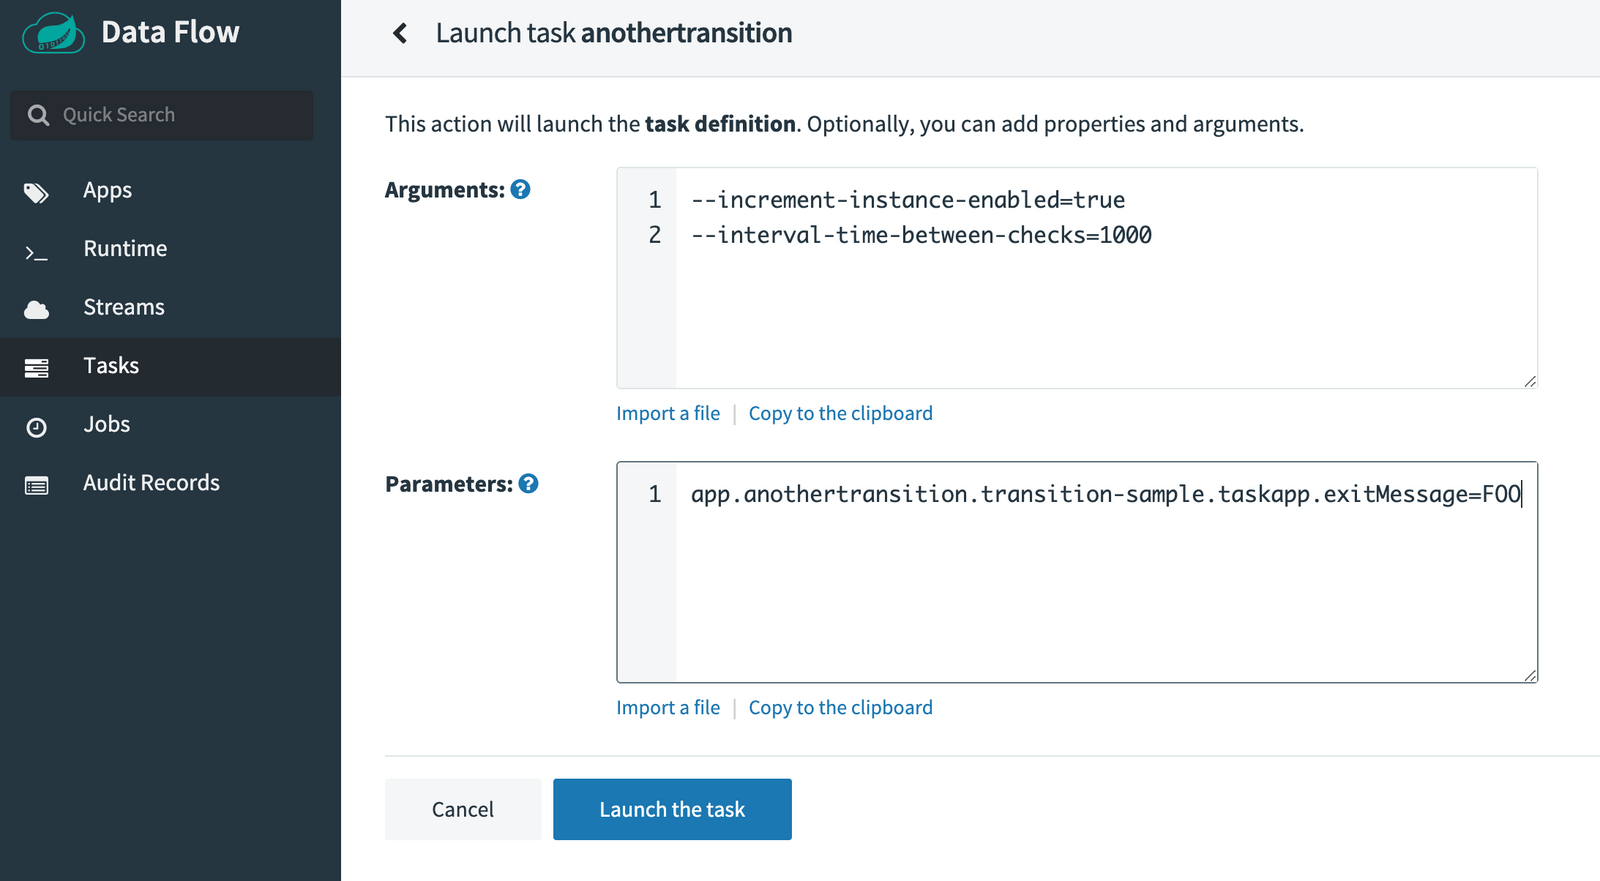 Data Flow
Quick Search
Apps
Runtime
Streams
Tasks
Jobs
Audit Records
Launch task anothertransition
This action will launch the task definition. Optionally, you can add properties and arguments.
Arguments: ?
1 --increment-instance-enabled=true
2 --interval-time-between-checks=1000
Import a file | Copy to the clipboard
Parameters: ?
1 app.anothertransition.transition-sample.taskapp.exitMessage=FOO
Import a file | Copy to the clipboard
Cancel
Launch the task